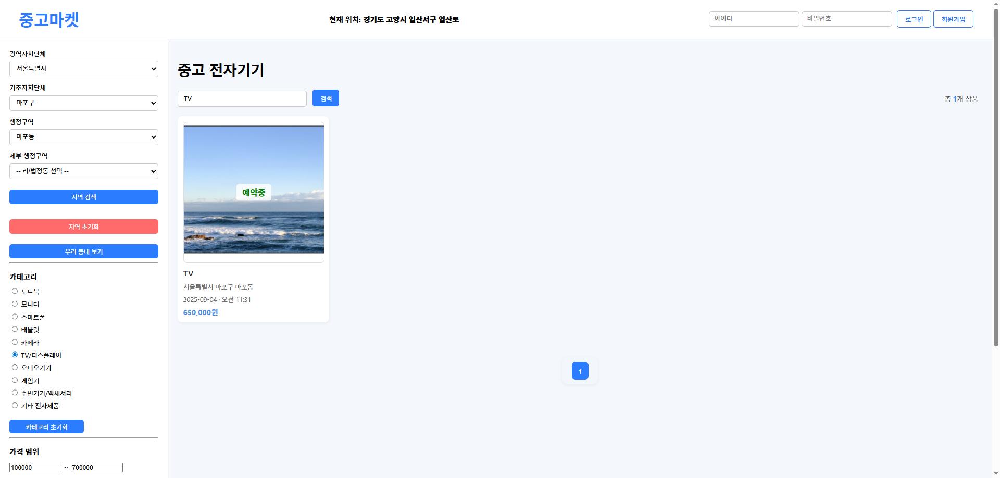 중고마켓
현재 위치: 경기도 고양시 일산서구 일산로
아이디
비밀번호
로그인
회원가입
광역자치단체
서울특별시
기초자치단체
마포구
행정구역
마포동
세부 행정구역
-- 리/법정동 선택 --
지역 검색
지역 초기화
우리 동네 보기
카테고리
노트북
모니터
스마트폰
태블릿
카메라
TV/디스플레이
오디오기기
게임기
주변기기/액세서리
기타 전자제품
카테고리 초기화
가격 범위
100000 ~ 700000
중고 전자기기
TV
검색
총 1개 상품
예약중
TV
서울특별시 마포구 마포동
2025-09-04 · 오전 11:31
650,000원
1